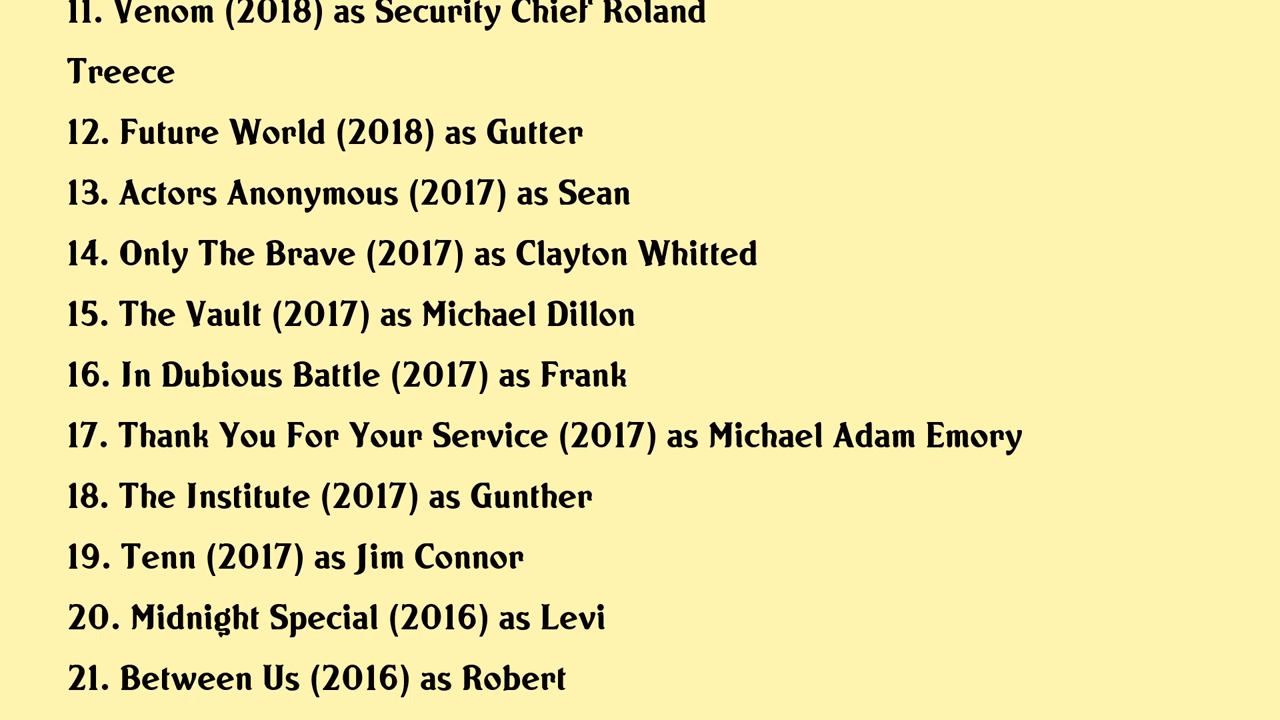 11. Venom (2018) as Security Chief Roland
Treece
12. Future World (2018) as Gutter
13. Actors Anonymous (2017) as Sean
14. Only The Brave (2017) as Clayton Whitted
15. The Vault (2017) as Michael Dillon
16. In Dubious Battle (2017) as Frank
17. Thank You For Your Service (2017) as Michael Adam Emory
18. The Institute (2017) as Gunther
19. Tenn (2017) as Jim Connor
20. Midnight Special (2016) as Levi
21. Between Us (2016) as Robert